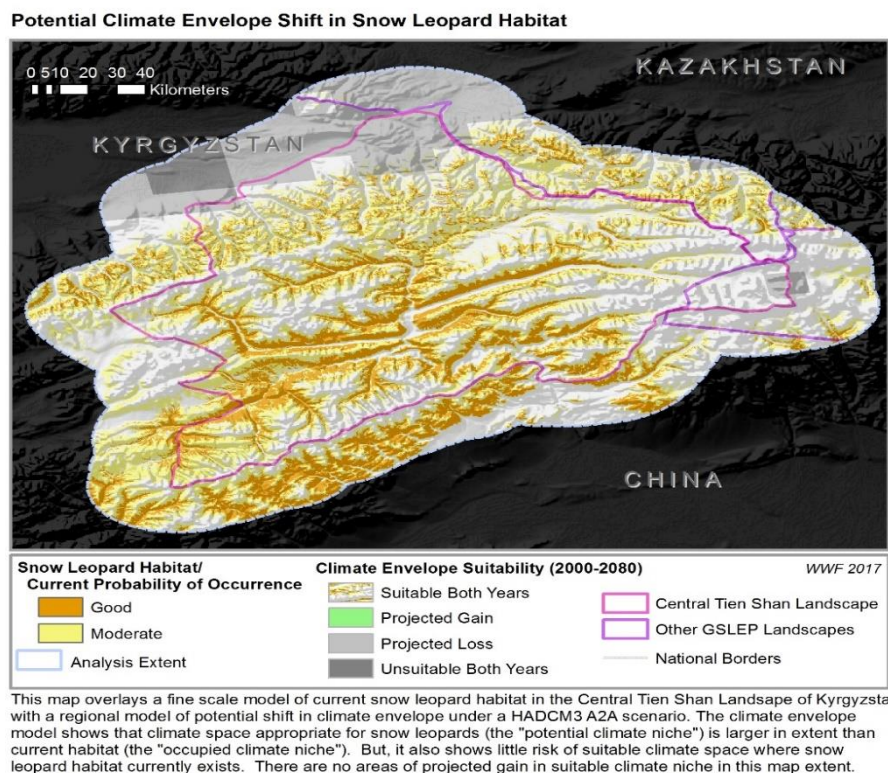 Potential Climate Envelope Shift in Snow Leopard Habitat
KAZAKHSTAN
0 5 10 20 30 40
Kilometers
KYRGYZSTAN
CHINA
Snow Leopard Habitat/
Current Probability of Occurrence
Good
Moderate
Analysis Extent
Climate Envelope Suitability (2000-2080)
Suitable Both Years
Projected Gain
Projected Loss
Unsuitable Both Years
WWF 2017
Central Tien Shan Landscape
Other GSLEP Landscapes
National Borders
This map overlays a fine scale model of current snow leopard habitat in the Central Tien Shan Landsape of Kyrgyzsta
with a regional model of potential shift in climate envelope under a HADCM3 A2A scenario. The climate envelope
model shows that climate space appropriate for snow leopards (the "potential climate niche") is larger in extent than
current habitat (the "occupied climate niche"). But, it also shows little risk of suitable climate space where snow
leopard habitat currently exists. There are no areas of projected gain in suitable climate niche in this map extent.